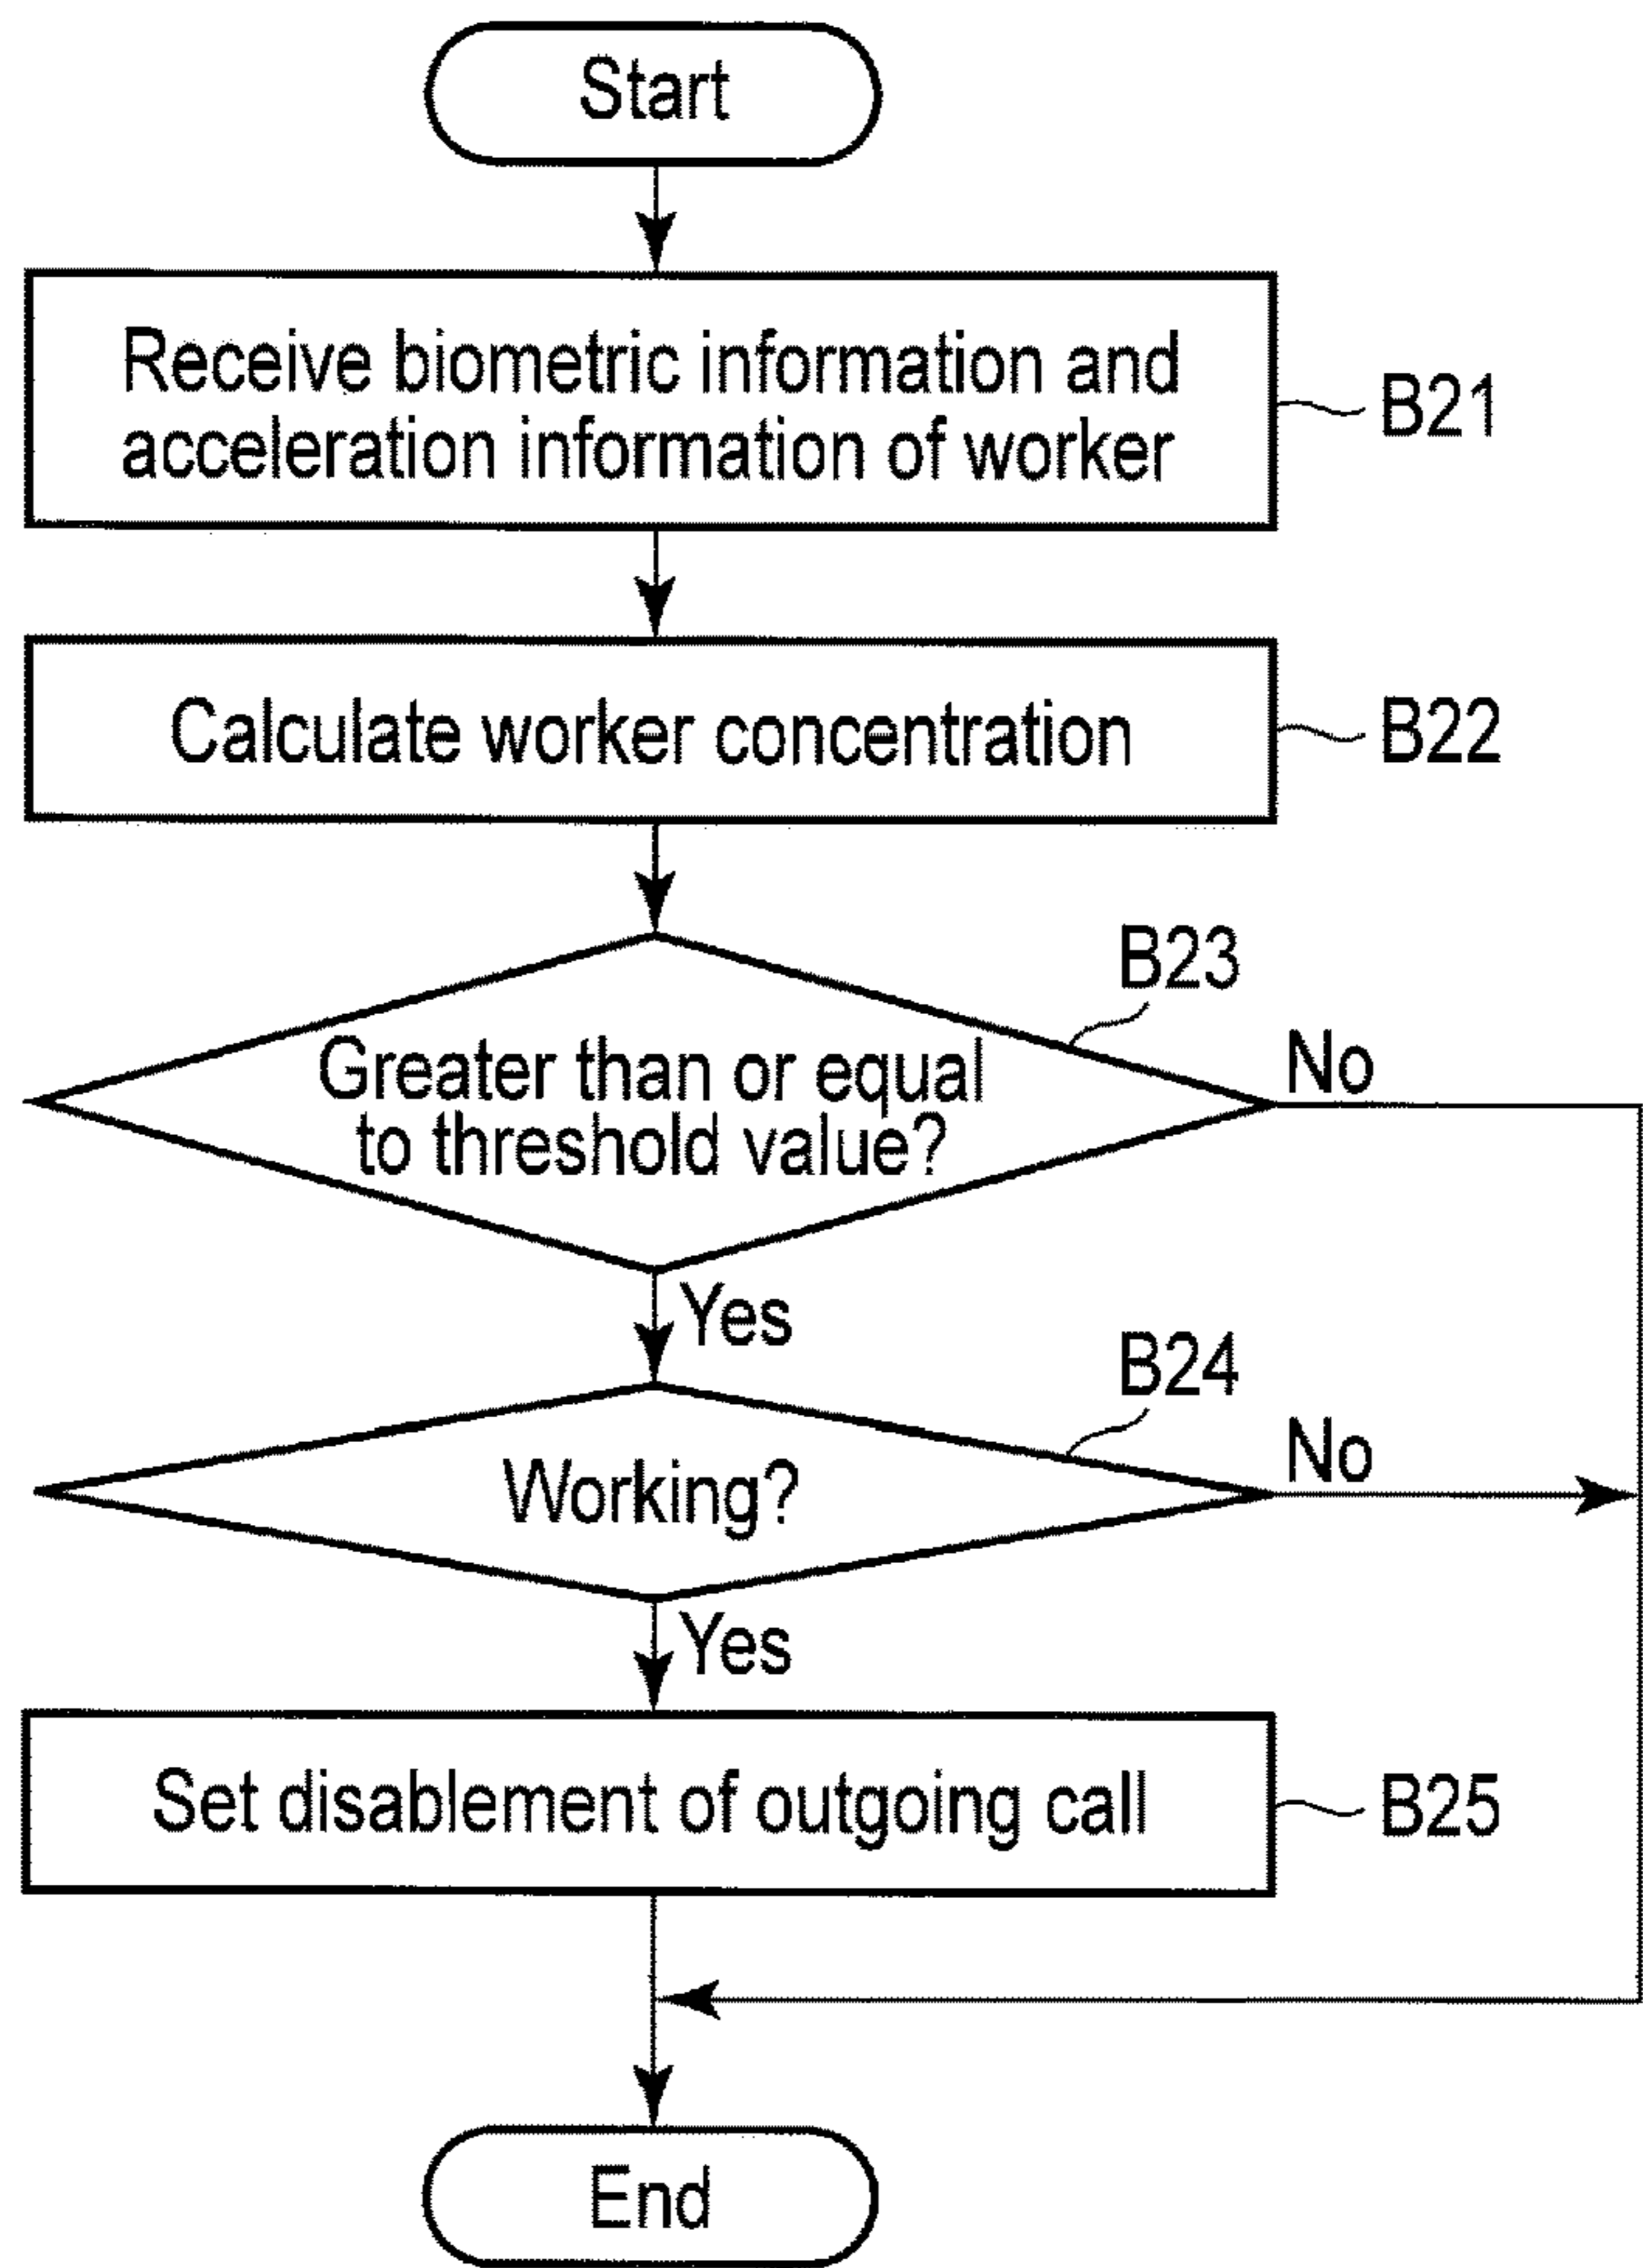 Start
Receive biometric information and
acceleration information of worker
B21
Calculate worker concentration
B22
B23
Greater than or equal
to threshold value?
No
Yes
B24
Working?
No
Yes
Set disablement of outgoing call
B25
End